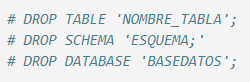 # DROP TABLE 'NOMBRE_TABLA';
# DROP SCHEMA 'ESQUEMA;'
# DROP DATABASE 'BASEDATOS';